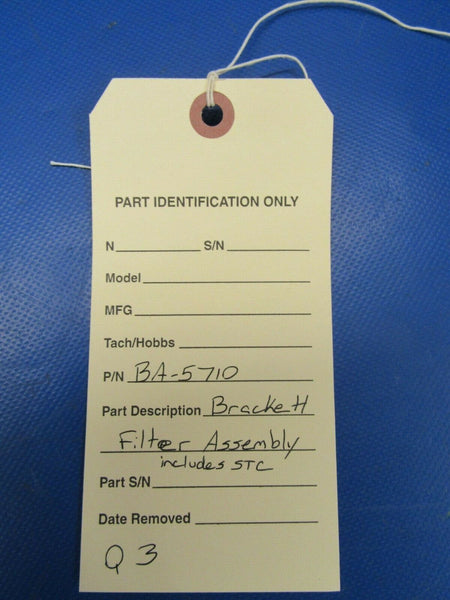 PART IDENTIFICATION ONLY
N S/N
Model
MFG
Tach/Hobbs
P/N BA-5710
Part Description Brackett
Filter Assembly
includes STC
Part S/N
Date Removed
Q 3